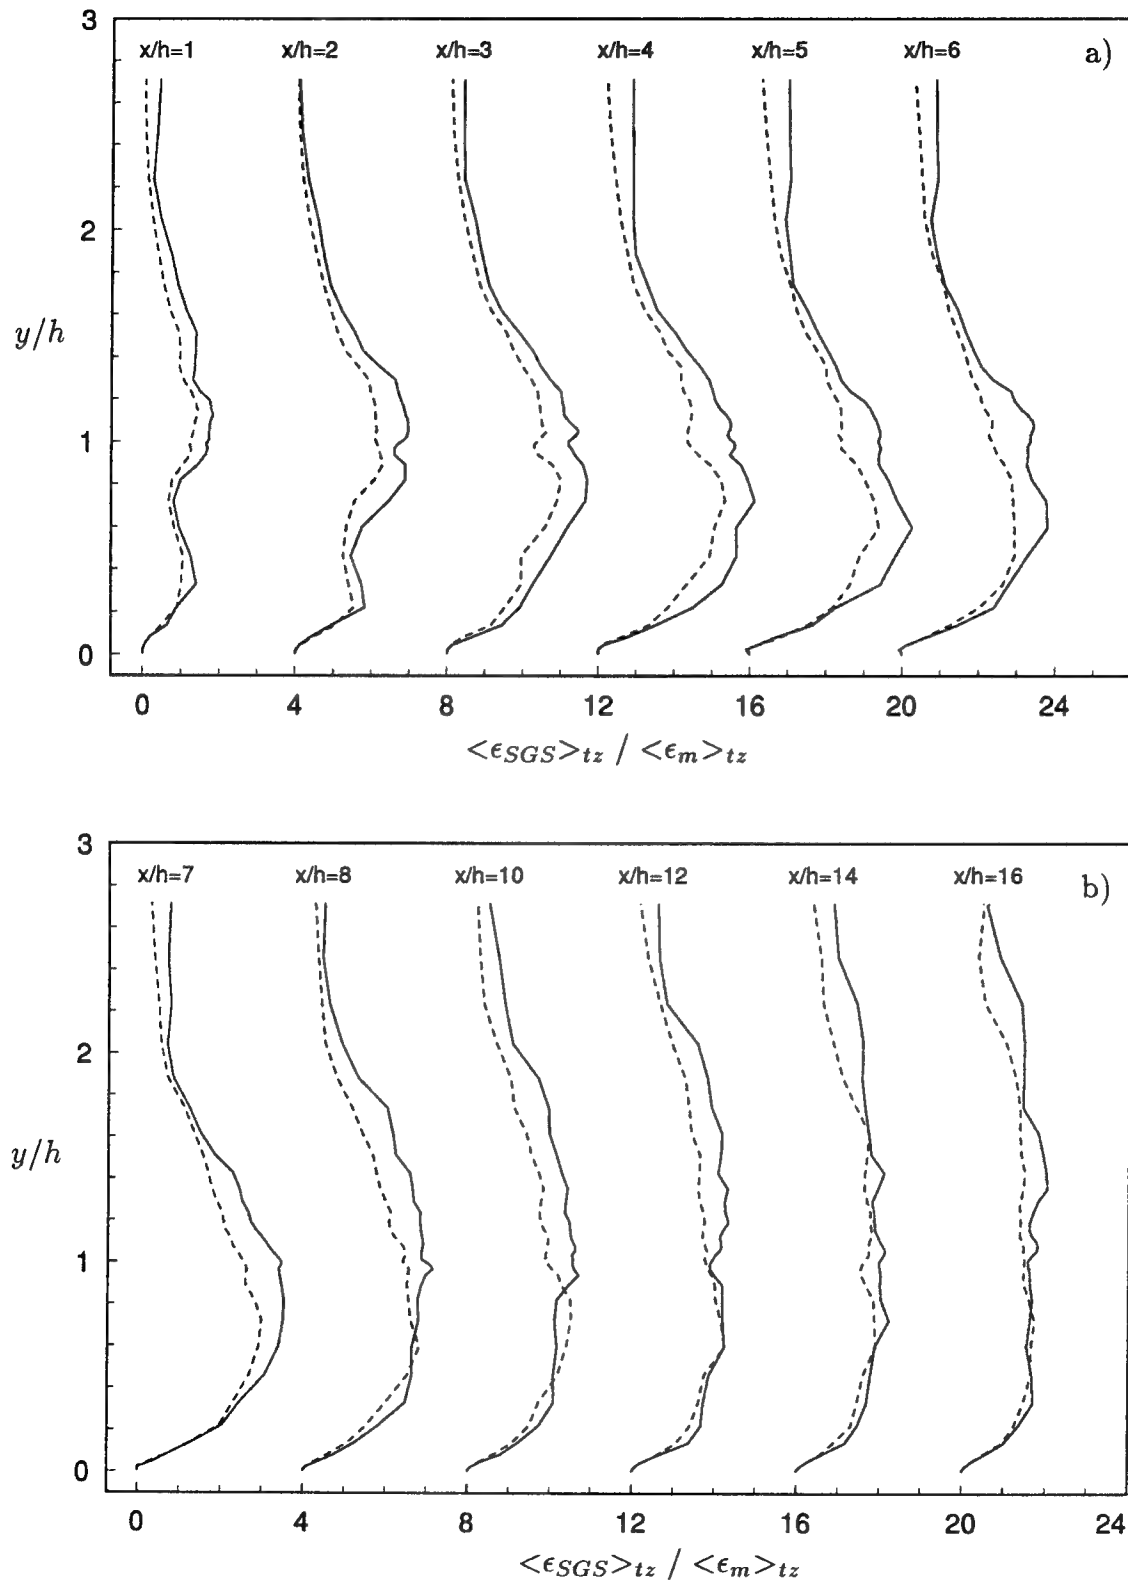 3
x/h=1 x/h=2 x/h=3 x/h=4 x/h=5 x/h=6 a)
2
y/h
1
0
0 4 8 12 16 20 24
<ϵ_SGS>_tz / <ϵ_m>_tz
3
x/h=7 x/h=8 x/h=10 x/h=12 x/h=14 x/h=16 b)
2
y/h
1
0
0 4 8 12 16 20 24
<ϵ_SGS>_tz / <ϵ_m>_tz